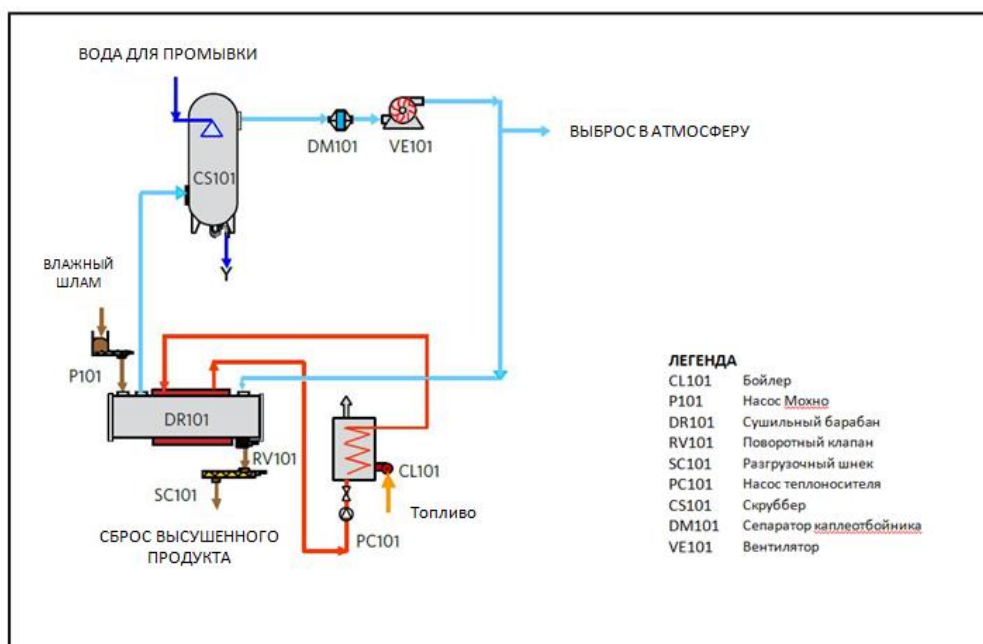 ВОДА ДЛЯ ПРОМЫВКИ
DM101
VE101
ВЫБРОС В АТМОСФЕРУ
CS101
ВЛАЖНЫЙ
ШЛАМ
P101
DR101
RV101
SC101
CL101
Топливо
PC101
СБРОС ВЫСУШЕННОГО
ПРОДУКТА
ЛЕГЕНДА
CL101 Бойлер
P101 Насос Мохно
DR101 Сушильный барабан
RV101 Поворотный клапан
SC101 Разгрузочный шнек
PC101 Насос теплоносителя
CS101 Скруббер
DM101 Сепаратор каплеотбойника
VE101 Вентилятор